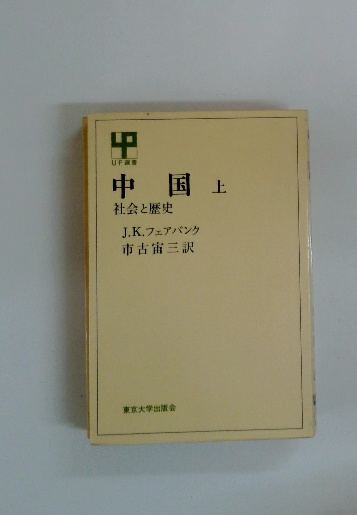 UP選書
中国 上
社会と歴史
J.K.フェアバンク
市古宙三訳
東京大学出版会